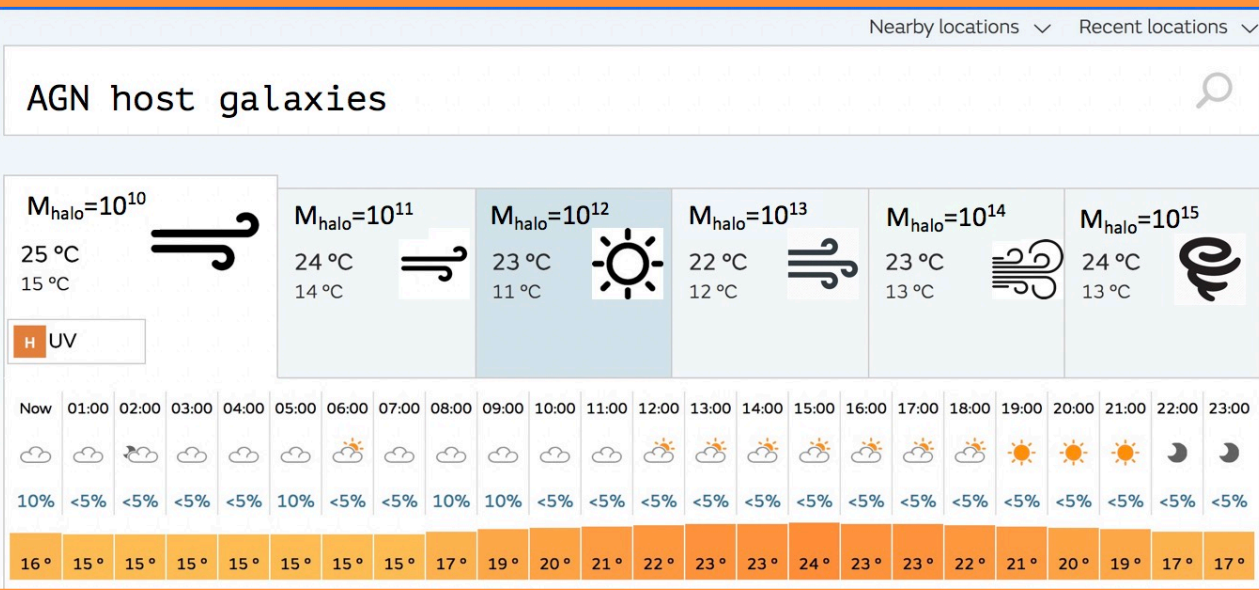 Nearby locations Recent locations
AGN host galaxies
M_halo=10^10 M_halo=10^11 M_halo=10^12 M_halo=10^13 M_halo=10^14 M_halo=10^15
25 °C 24 °C 23 °C 22 °C 23 °C 24 °C
15 °C 14 °C 11 °C 12 °C 13 °C 13 °C
H UV
Now 01:00 02:00 03:00 04:00 05:00 06:00 07:00 08:00 09:00 10:00 11:00 12:00 13:00 14:00 15:00 16:00 17:00 18:00 19:00 20:00 21:00 22:00 23:00
10% <5% <5% <5% <5% 10% <5% <5% 10% 10% <5% <5% <5% <5% <5% <5% <5% <5% <5% <5% <5% <5% <5% <5%
16° 15° 15° 15° 15° 15° 15° 15° 17° 19° 20° 21° 22° 23° 23° 24° 23° 23° 22° 21° 20° 19° 17° 17°